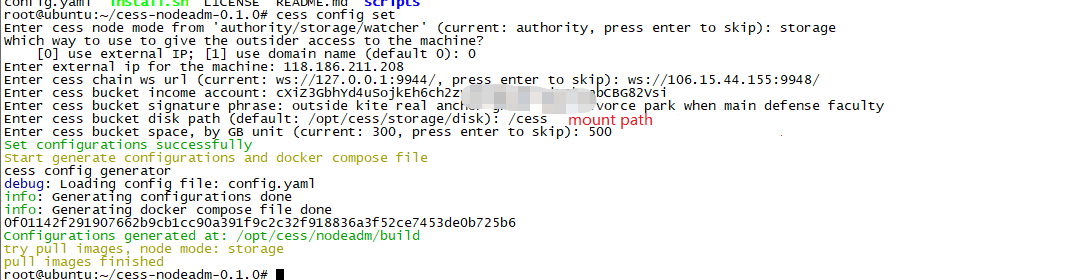 config.yaml install.sh LICENSE README.md scripts
root@ubuntu:~/cess-nodeadm-0.1.0# cess config set
Enter cess node mode from 'authority/storage/watcher' (current: authority, press enter to skip): storage
Which way to use to give the outsider access to the machine?
[0] use external IP; [1] use domain name (default 0): 0
Enter external ip for the machine: 118.186.211.208
Enter cess chain ws url (current: ws://127.0.0.1:9944/, press enter to skip): ws://106.15.44.155:9948/
Enter cess bucket income account:
Enter cess bucket signature phrase: outside kite real park when main defense faculty
Enter cess bucket disk path (default: /opt/cess/storage/disk): /cess mount path
Enter cess bucket space, by GB unit (current: 300, press enter to skip): 500
Set configurations successfully
Start generate configurations and docker compose file
cess config generator
debug: Loading config file: config.yaml
info: Generating configurations done
info: Generating docker compose file done
0f01142f291907662b9cb1cc90a391f9c2c32f918836a3f52ce7453de0b725b6
Configurations generated at: /opt/cess/nodeadm/build
try pull images, node mode: storage
pull images finished
root@ubuntu:~/cess-nodeadm-0.1.0#